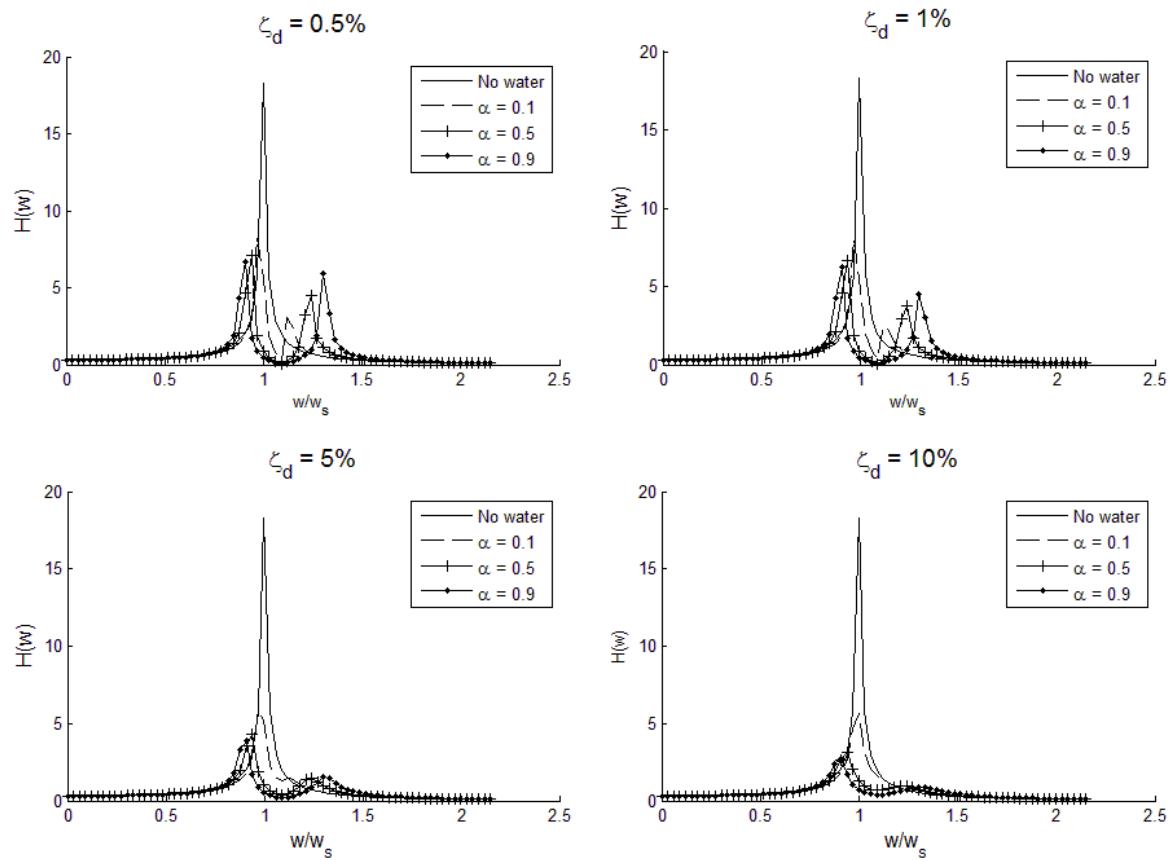 ζd = 0.5%
20
15
10
5
0
H(w)
No water
α = 0.1
α = 0.5
α = 0.9
0 0.5 1 1.5 2 2.5
w/ws
ζd = 1%
20
15
10
5
0
H(w)
No water
α = 0.1
α = 0.5
α = 0.9
0 0.5 1 1.5 2 2.5
w/ws
ζd = 5%
20
15
10
5
0
H(w)
No water
α = 0.1
α = 0.5
α = 0.9
0 0.5 1 1.5 2 2.5
w/ws
ζd = 10%
20
15
10
5
0
H(w)
No water
α = 0.1
α = 0.5
α = 0.9
0 0.5 1 1.5 2 2.5
w/ws